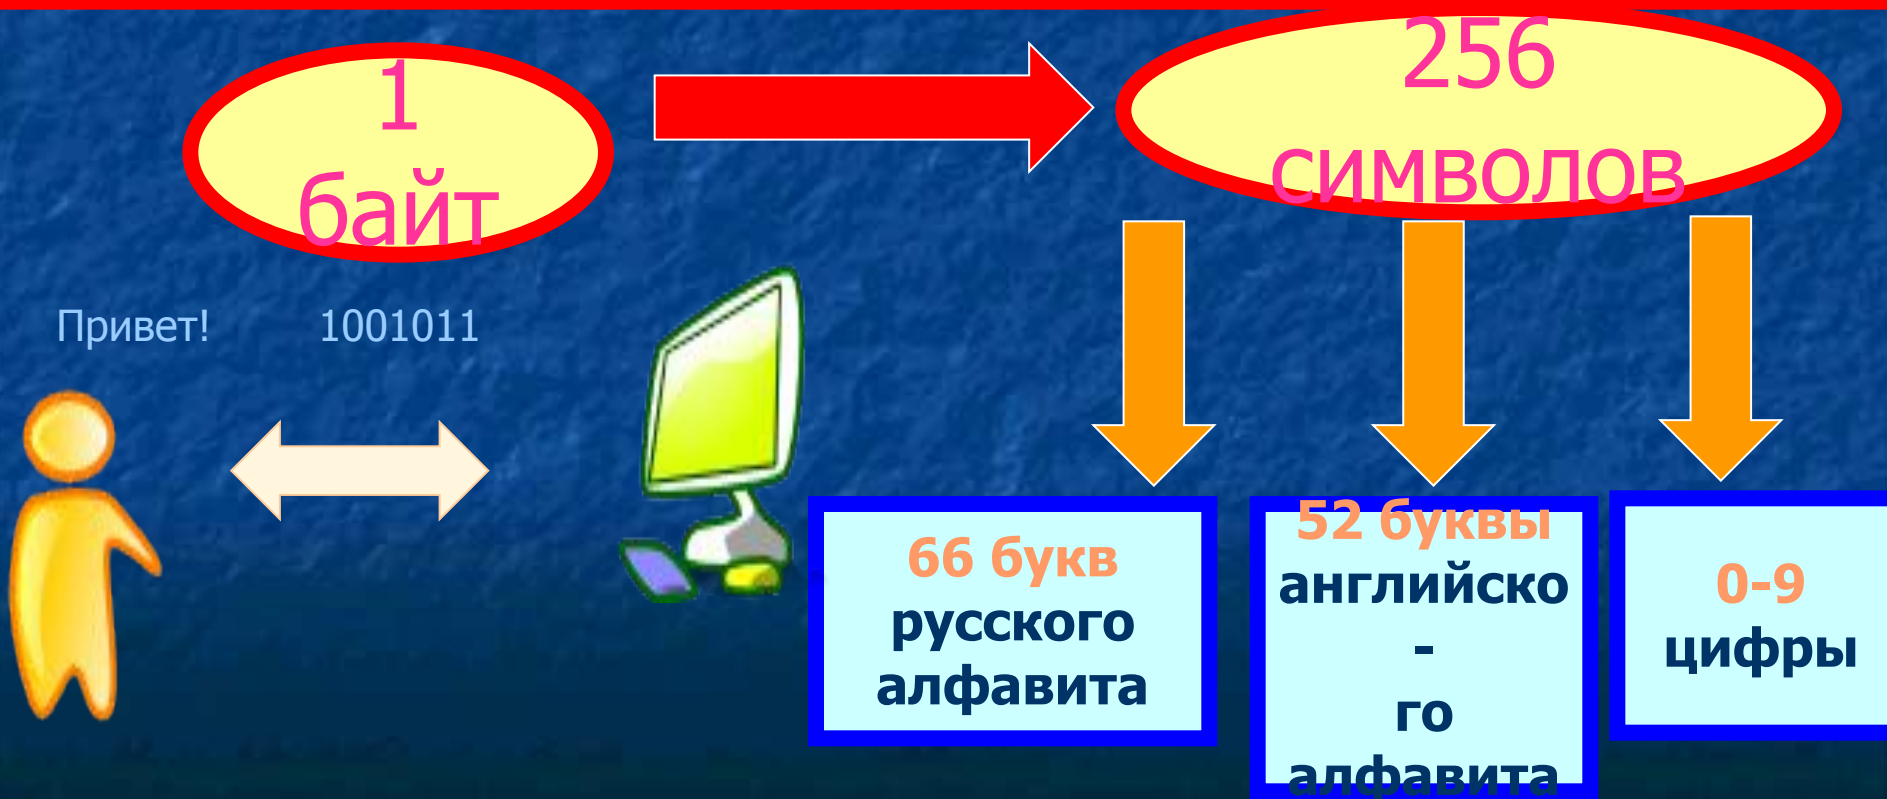 1
байт
256
символов
Привет!
1001011
66 букв
русского
алфавита
52 буквы
английско
-
го
алфавита
0-9
цифры